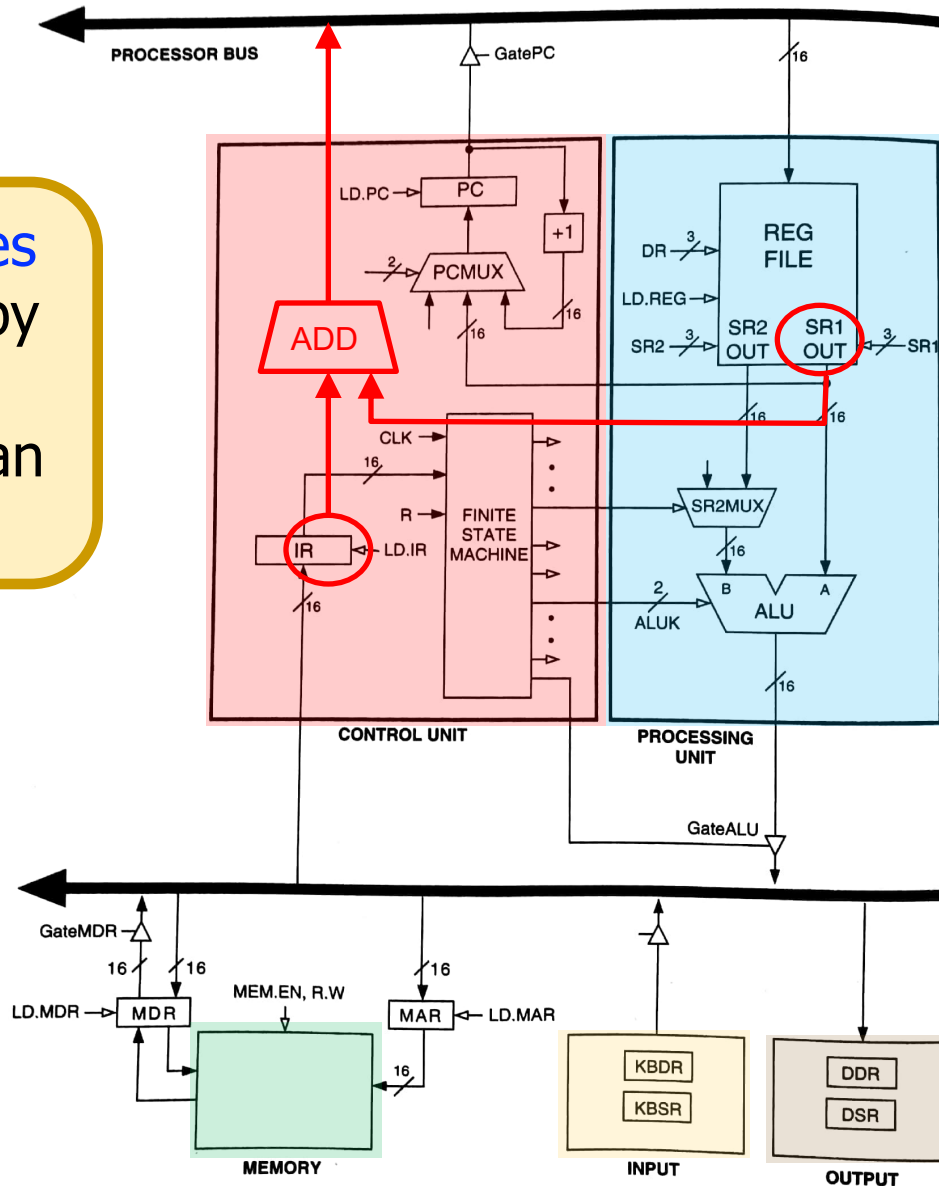 PROCESSOR BUS
GatePC
16
es
by
an
LD.PC
PC
+1
2
PCMUX
16
16
ADD
CLK
16
R
FINITE
STATE
MACHINE
IR
LD.IR
16
CONTROL UNIT
REG
FILE
DR
3
LD.REG
SR2
3
SR2
OUT
SR1
OUT
3
SR1
16
16
SR2MUX
16
B
A
ALU
2
ALUK
16
PROCESSING
UNIT
GateALU
GateMDR
16
16
LD.MDR
MDR
MEM.EN, R.W
16
MAR
LD.MAR
16
MEMORY
KBDR
KBSR
INPUT
DDR
DSR
OUTPUT